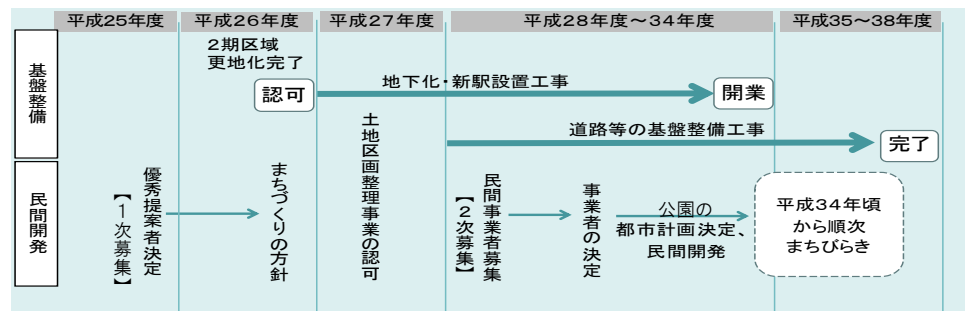 平成25年度
平成26年度
平成27年度
平成28年度～34年度
平成35～38年度
基盤整備
2期区域
更地化完了
認可
地下化・新駅設置工事
開業
道路等の基盤整備工事
完了
民間開発
優秀提案者決定
【1次募集】
まちづくりの方針
土地区画整理事業の認可
民間事業者募集
【2次募集】
事業者の決定
公園の
都市計画決定、
民間開発
平成34年頃
から順次
まちびらき